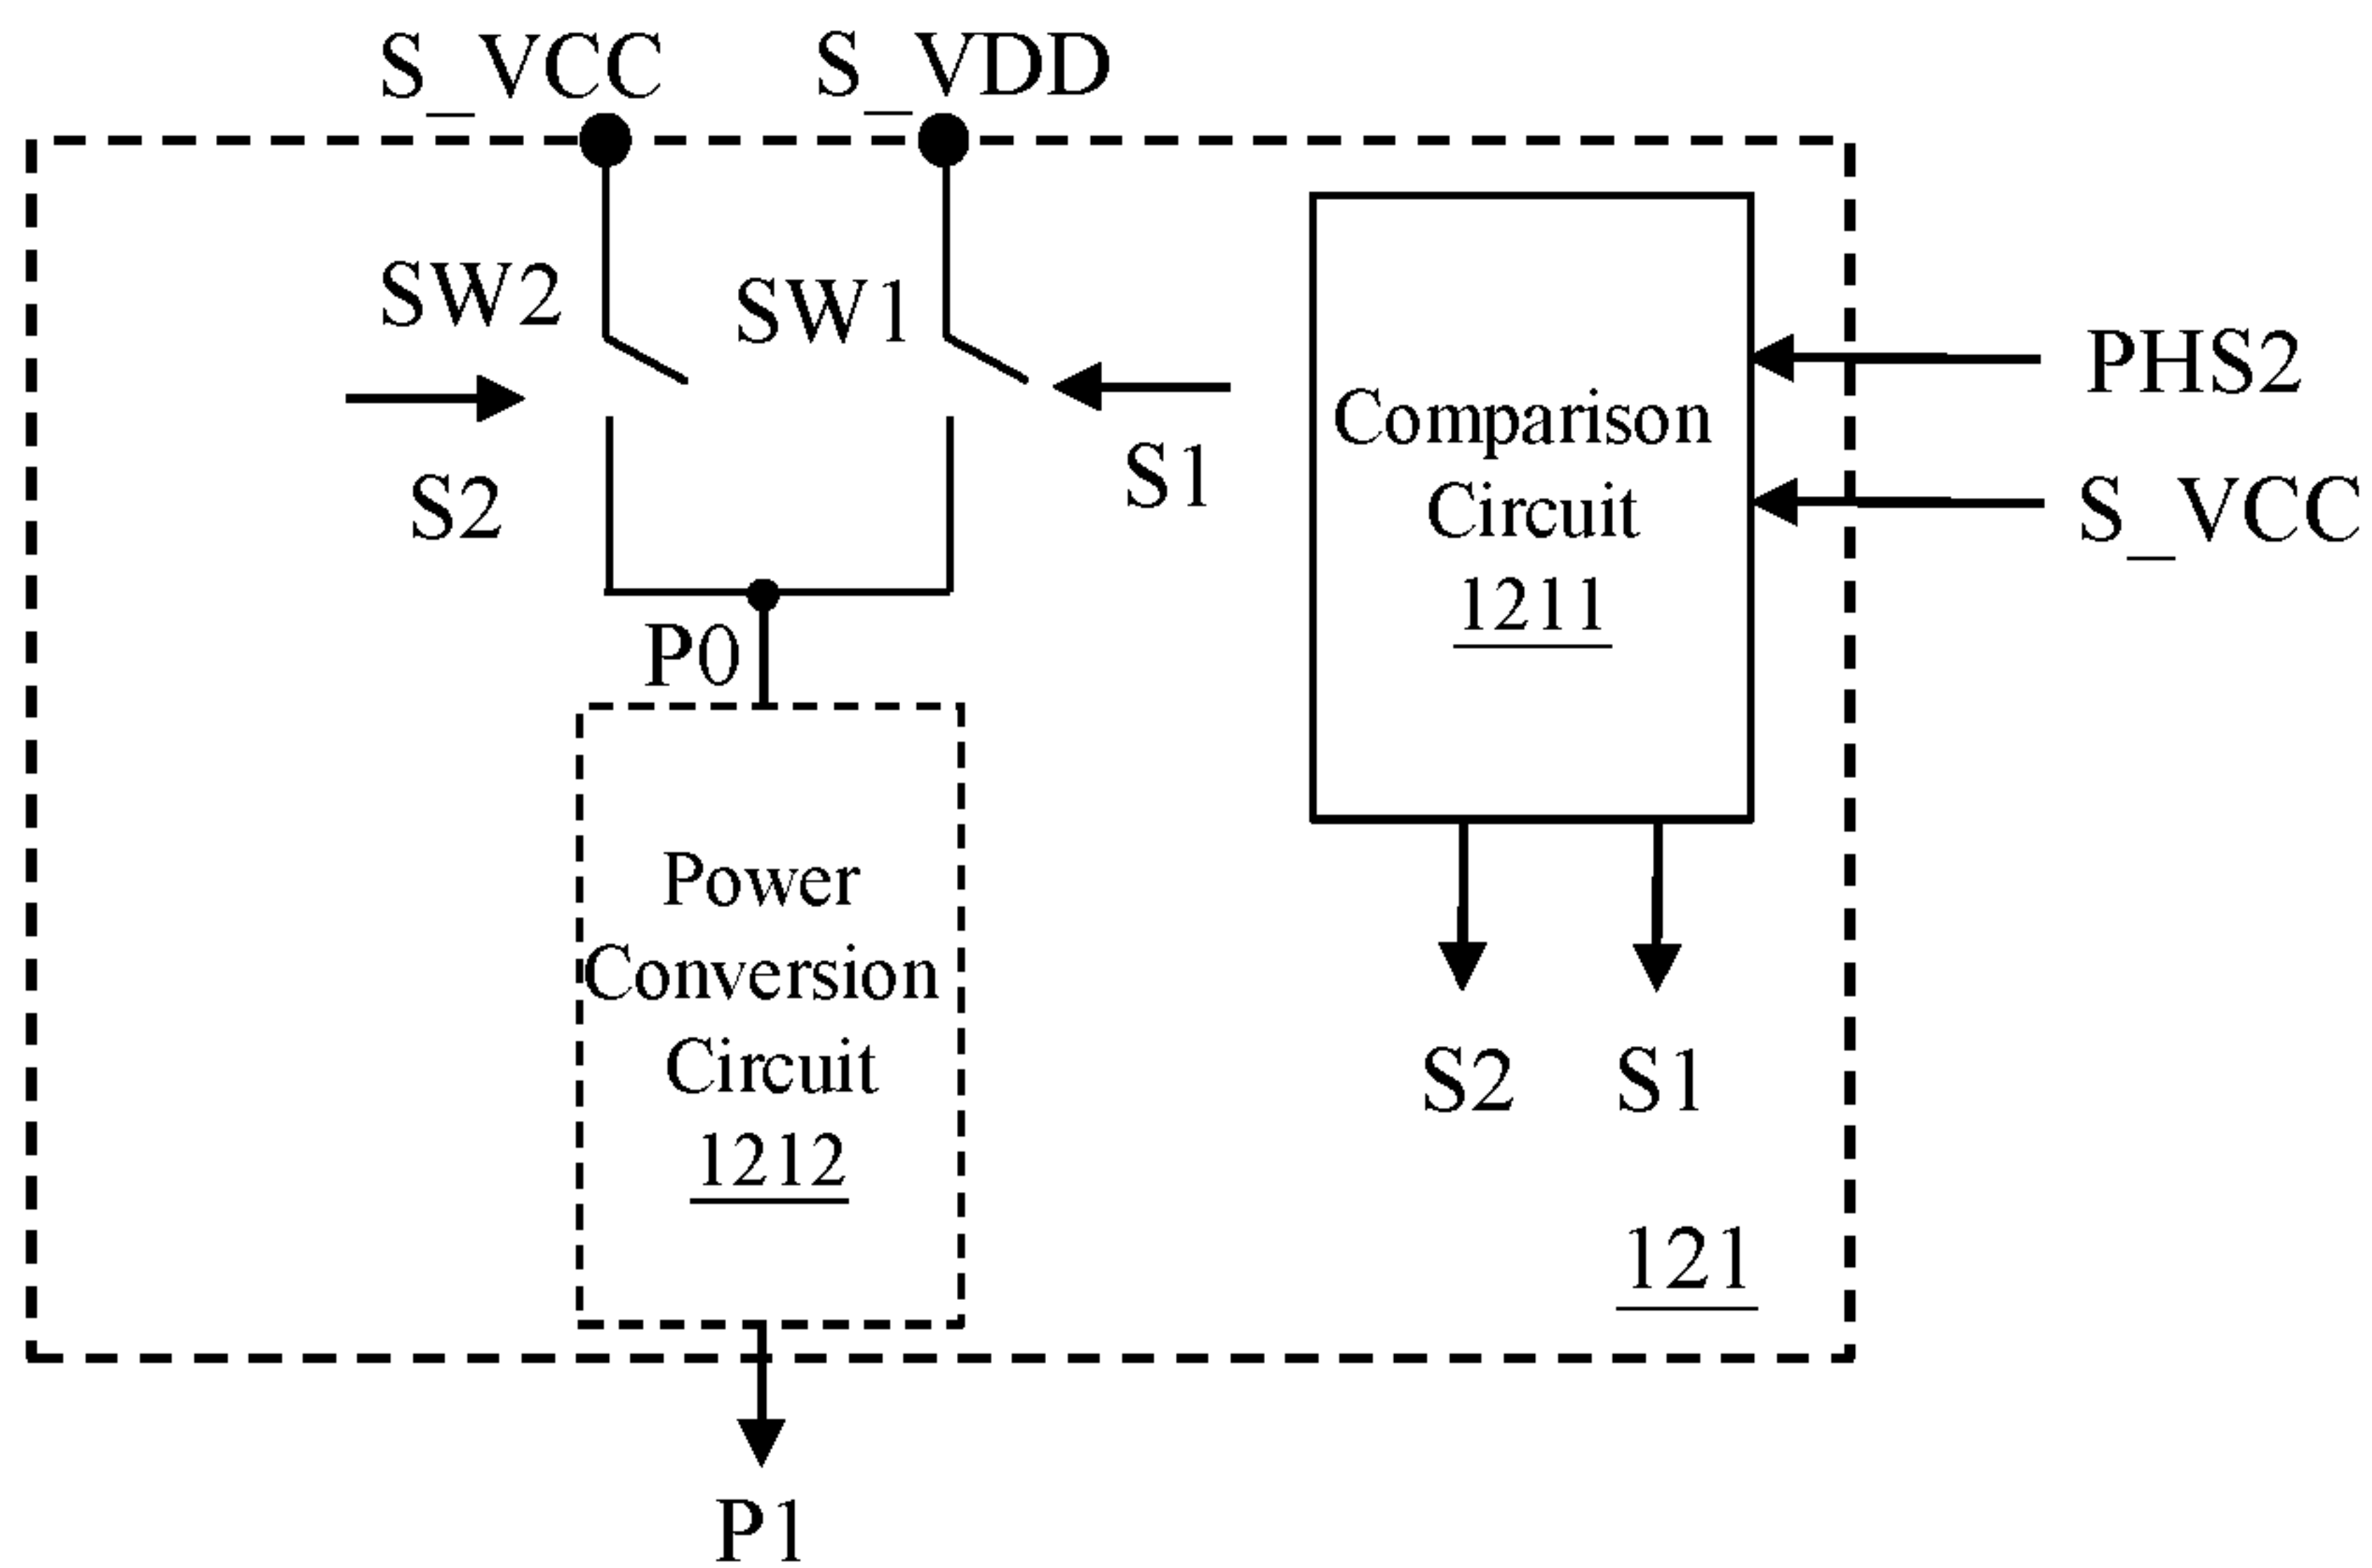 S_VCC
S_VDD
SW2
SW1
S2
S1
PHS2
S_VCC
Comparison
Circuit
1211
P0
Power
Conversion
Circuit
1212
S2
S1
121
P1